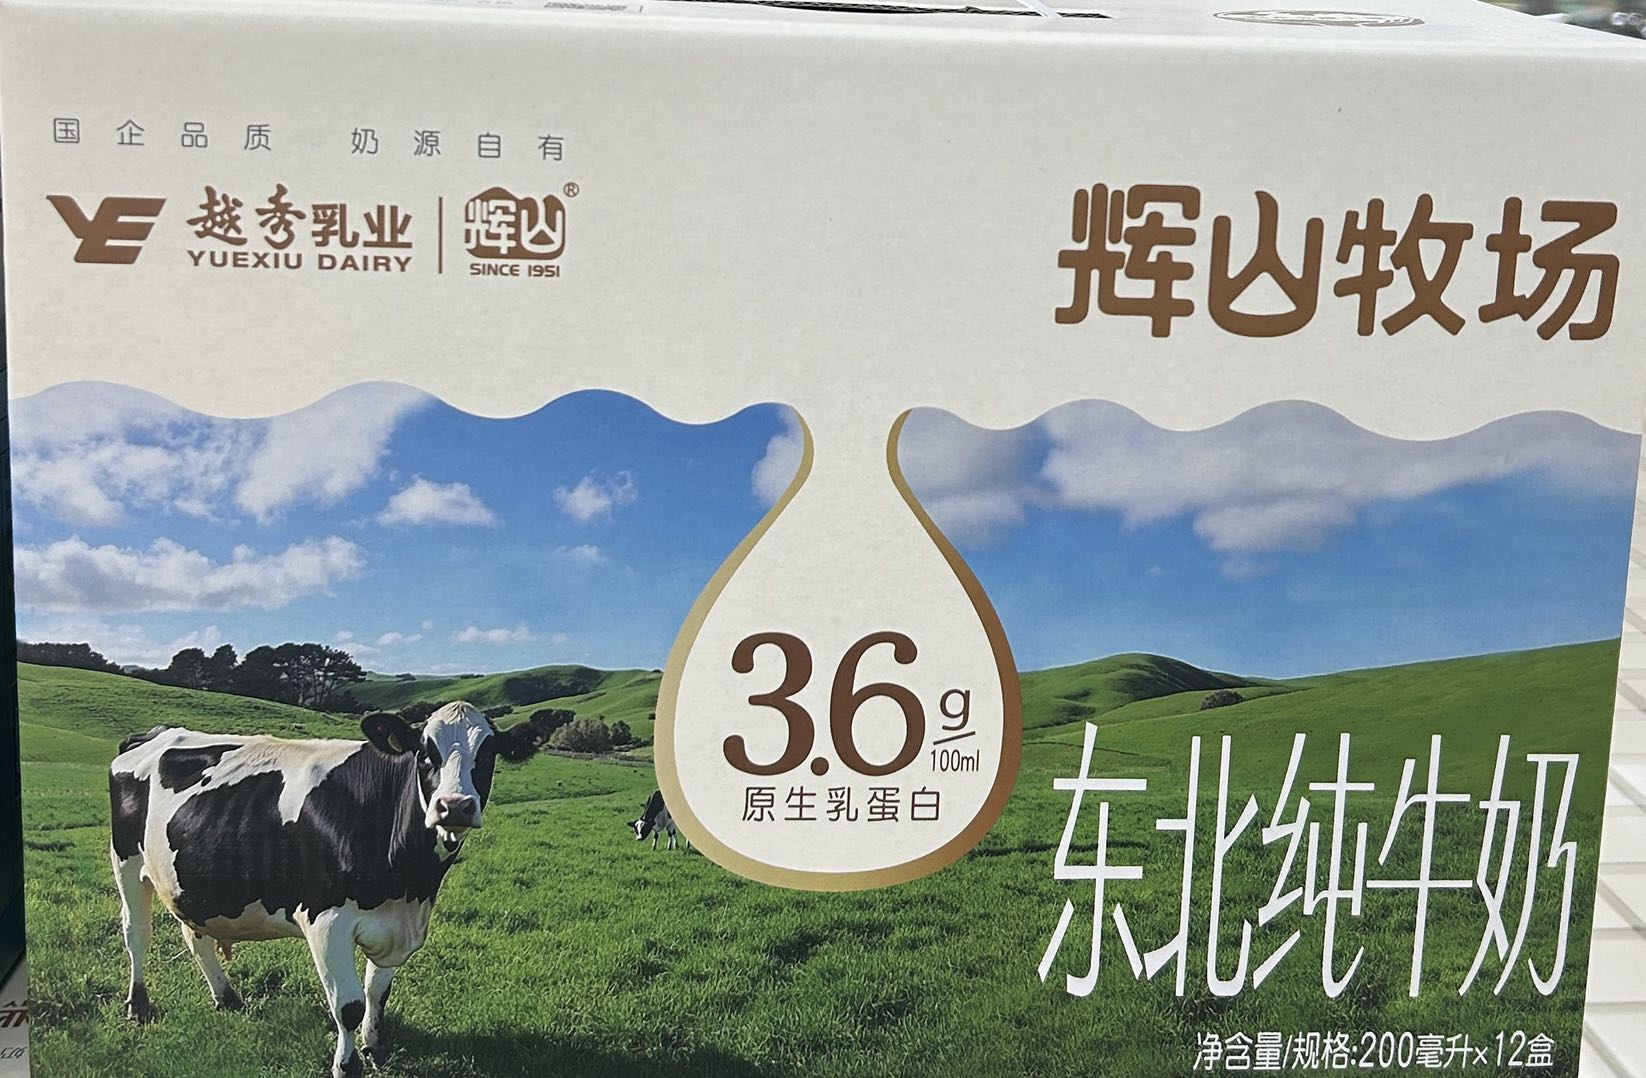 国企品质 奶源自有
YE 越秀乳业 | 辉山®
YUEXIU DAIRY SINCE 1951
辉山牧场
3.6g/100ml
原生乳蛋白
东北纯牛奶
净含量/规格:200毫升×12盒